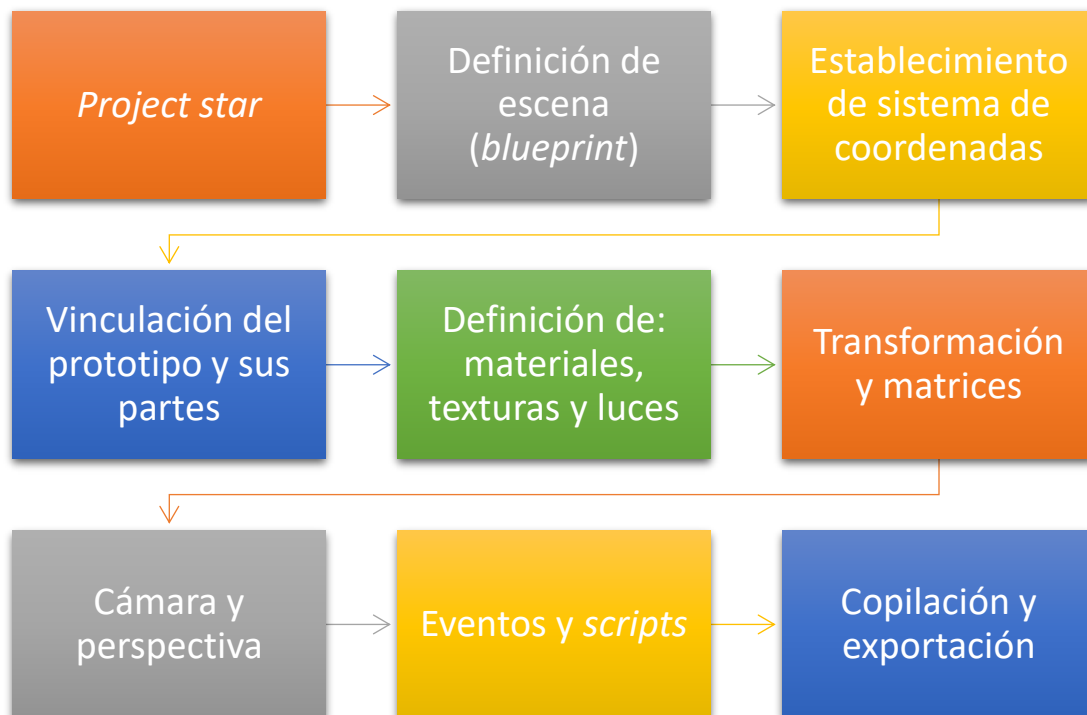 Project star
Definición de
escena
(blueprint)
Establecimiento
de sistema de
coordenadas
Vinculación del
prototipo y sus
partes
Definición de:
materiales,
texturas y luces
Transformación
y matrices
Cámara y
perspectiva
Eventos y scripts
Copilación y
exportación